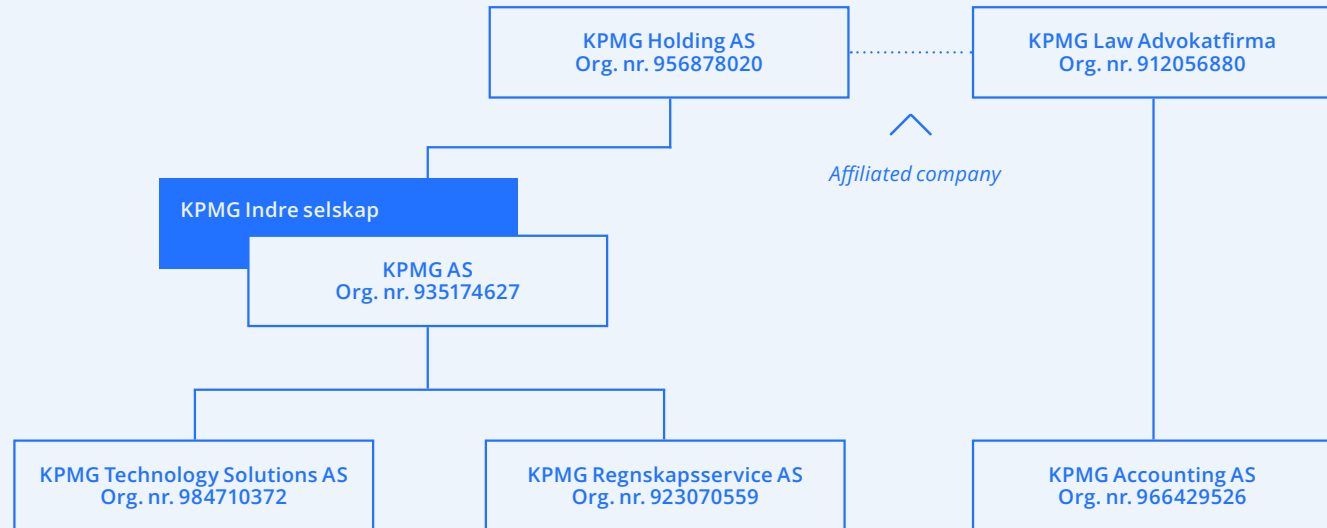 KPMG Holding AS
Org. nr. 956878020
KPMG Law Advokatfirma
Org. nr. 912056880
Affiliated company
KPMG Indre selskap
KPMG AS
Org. nr. 935174627
KPMG Technology Solutions AS
Org. nr. 984710372
KPMG Regnskapsservice AS
Org. nr. 923070559
KPMG Accounting AS
Org. nr. 966429526